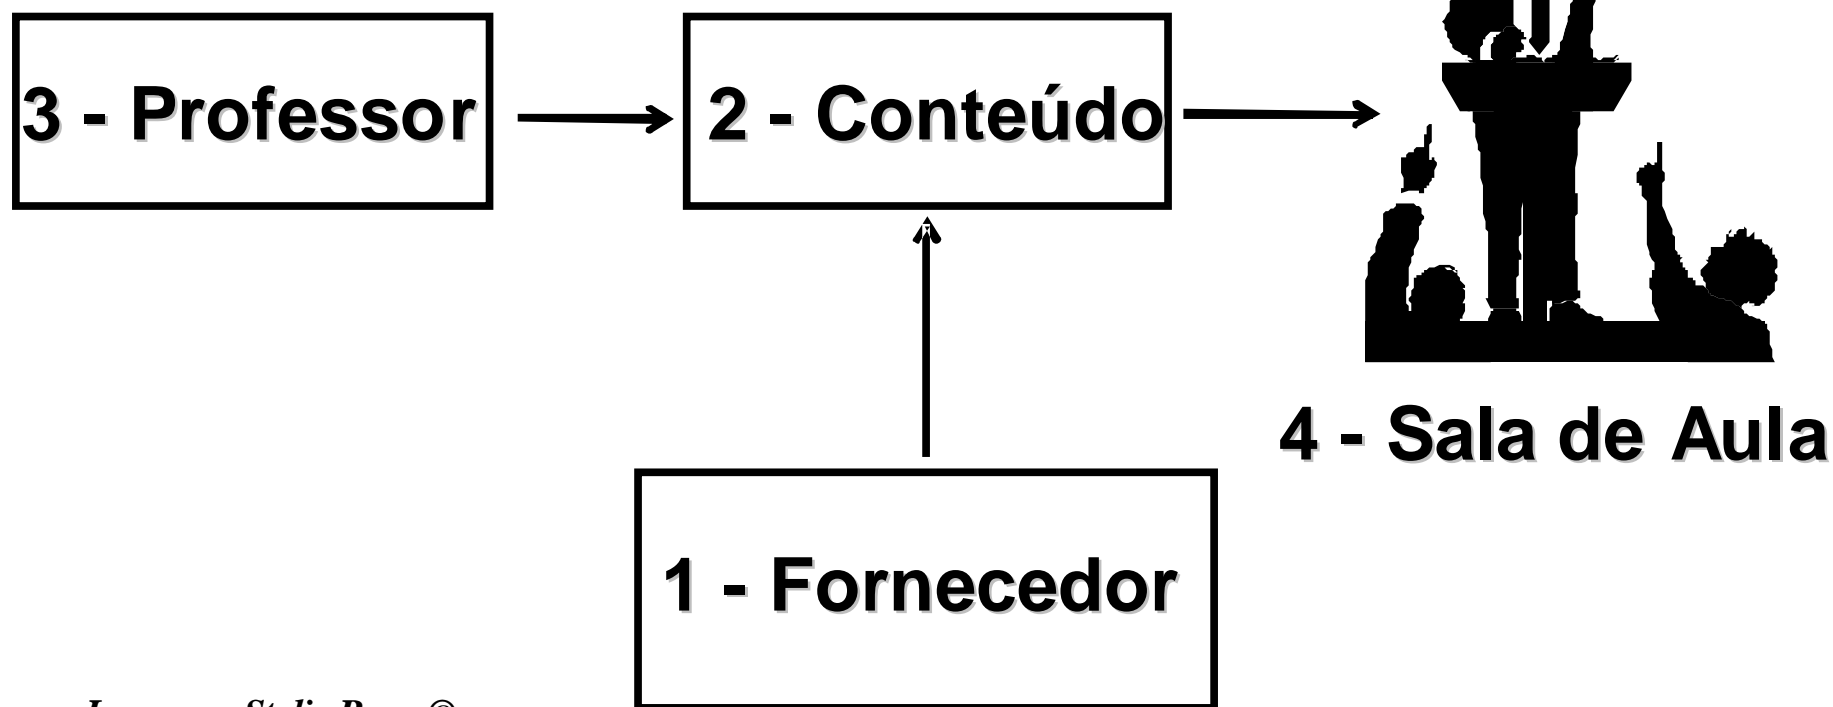 3 - Professor
2 - Conteúdo
4 - Sala de Aula
1 - Fornecedor